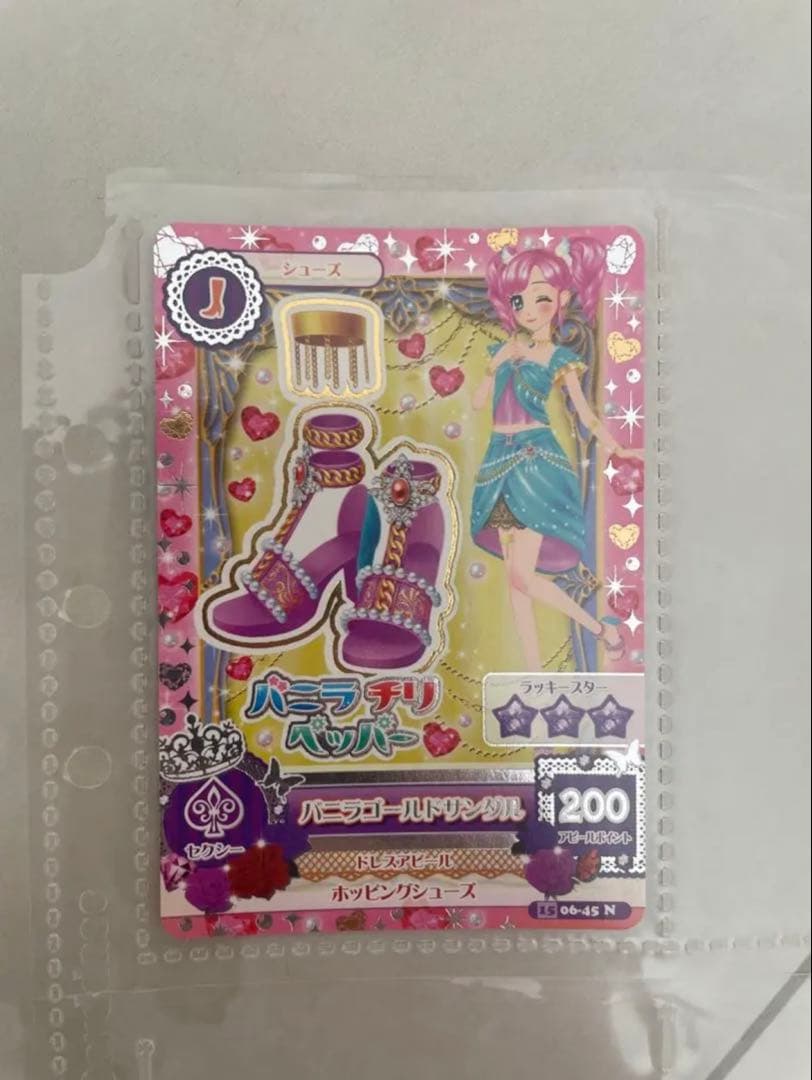 シューズ
バニラ チリ
ペッパー
ラッキースター
セクシー
バニラゴールドサンダル
200
アピールポイント
ドレスアピール
ホッピングシューズ
15 06-45 N